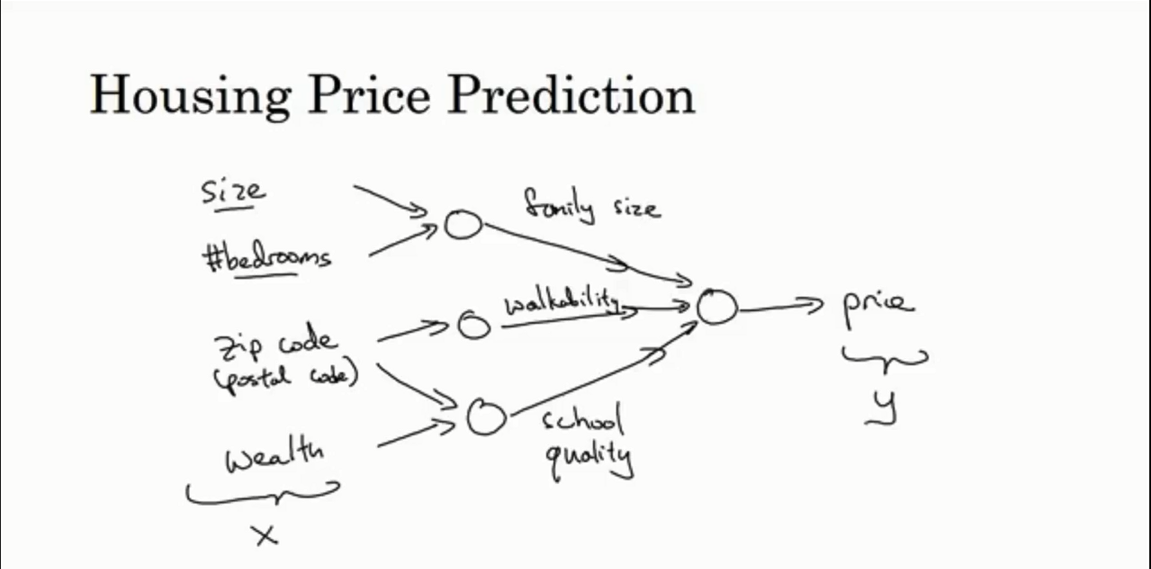 Housing Price Prediction
size
family size
#bedrooms
walkability
price
zip code
(postal code)
y
school
quality
wealth
x